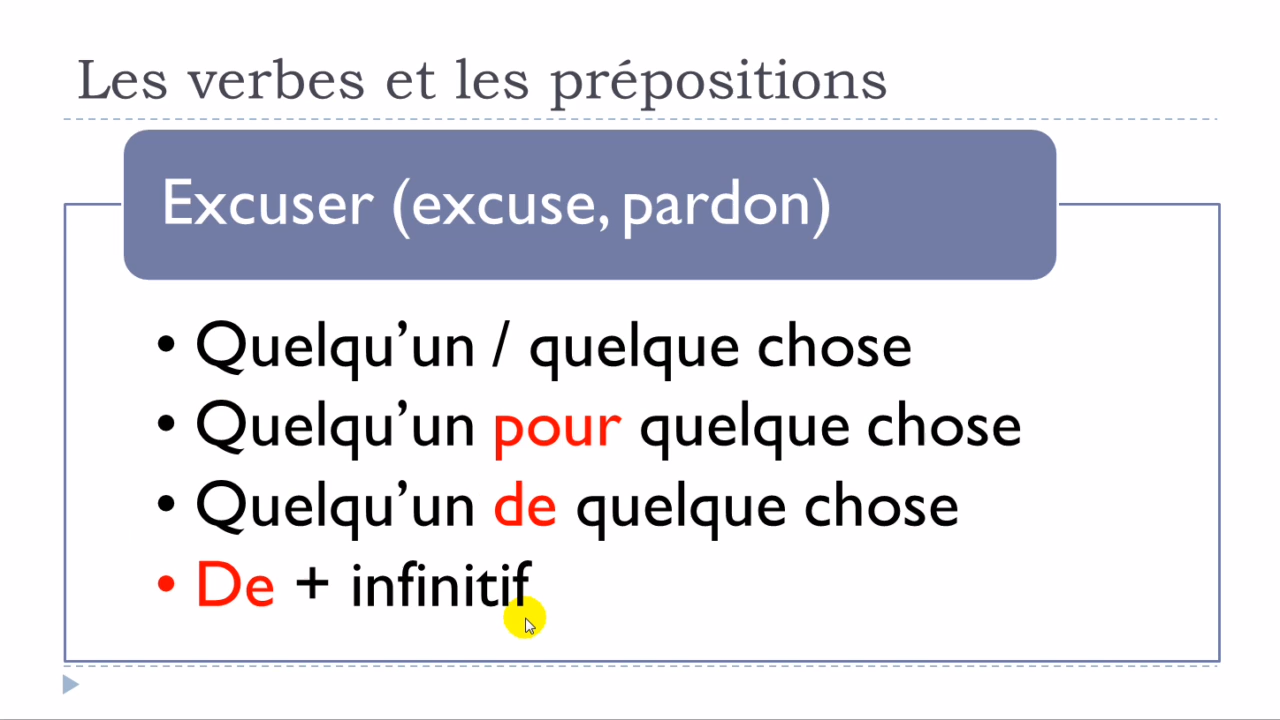 Les verbes et les prépositions
Excuser (excuse, pardon)
• Quelqu’un / quelque chose
• Quelqu’un pour quelque chose
• Quelqu’un de quelque chose
• De + infinitif